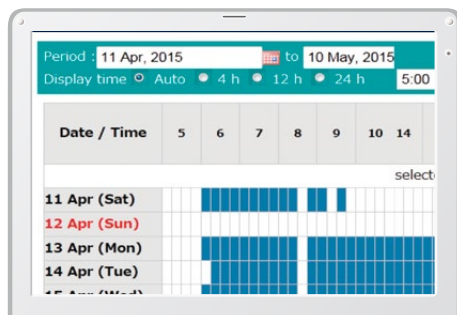 Period : 11 Apr, 2015 to 10 May, 2015
Display time Auto 4 h 12 h 24 h 5:00
Date / Time 5 6 7 8 9 10 14
11 Apr (Sat)
12 Apr (Sun)
13 Apr (Mon)
14 Apr (Tue)